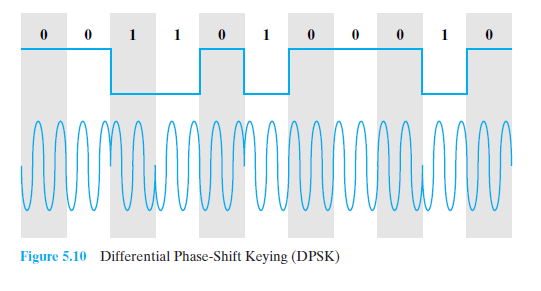 0 0 1 1 0 1 0 0 0 1 0
Figure 5.10 Differential Phase-Shift Keying (DPSK)